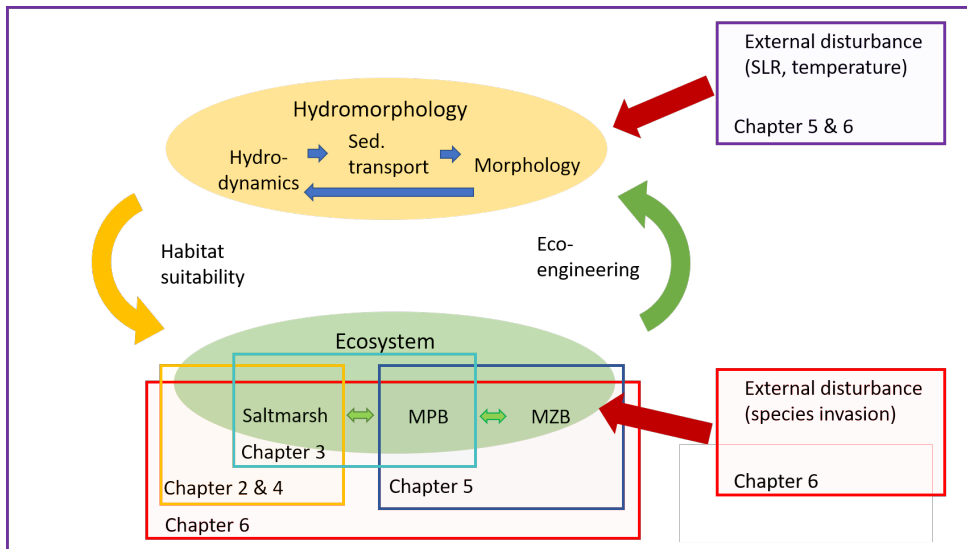 External disturbance
(SLR, temperature)
Chapter 5 & 6
Hydromorphology
Hydro-
dynamics
Sed.
transport
Morphology
Habitat
suitability
Eco-
engineering
Ecosystem
Saltmarsh
MPB
MZB
Chapter 3
Chapter 2 & 4
Chapter 5
Chapter 6
External disturbance
(species invasion)
Chapter 6